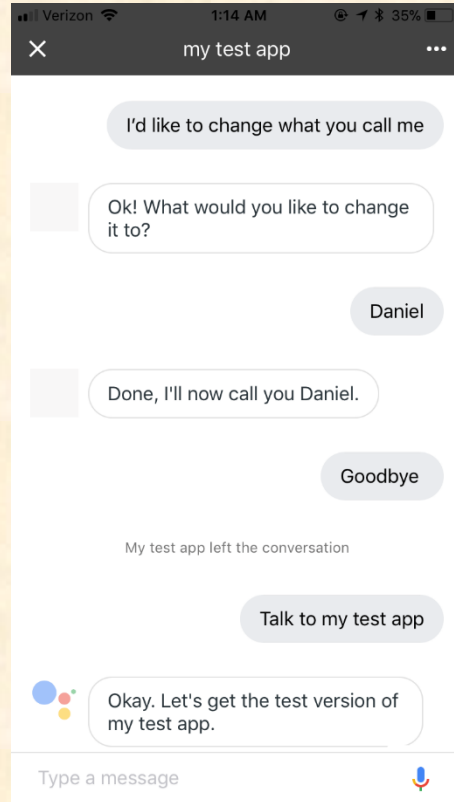 Verizon 1:14 AM 35%
my test app
I’d like to change what you call me
Ok! What would you like to change
it to?
Daniel
Done, I'll now call you Daniel.
Goodbye
My test app left the conversation
Talk to my test app
Okay. Let's get the test version of
my test app.
Type a message